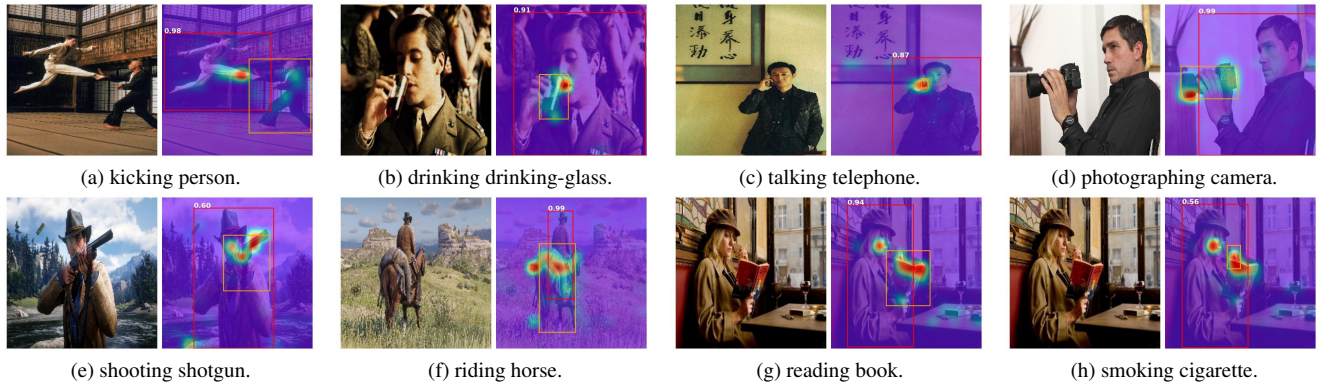 0.98
0.91
0.87
0.99
(a) kicking person.
(b) drinking drinking-glass.
(c) talking telephone.
(d) photographing camera.
0.60
0.99
0.94
0.56
(e) shooting shotgun.
(f) riding horse.
(g) reading book.
(h) smoking cigarette.